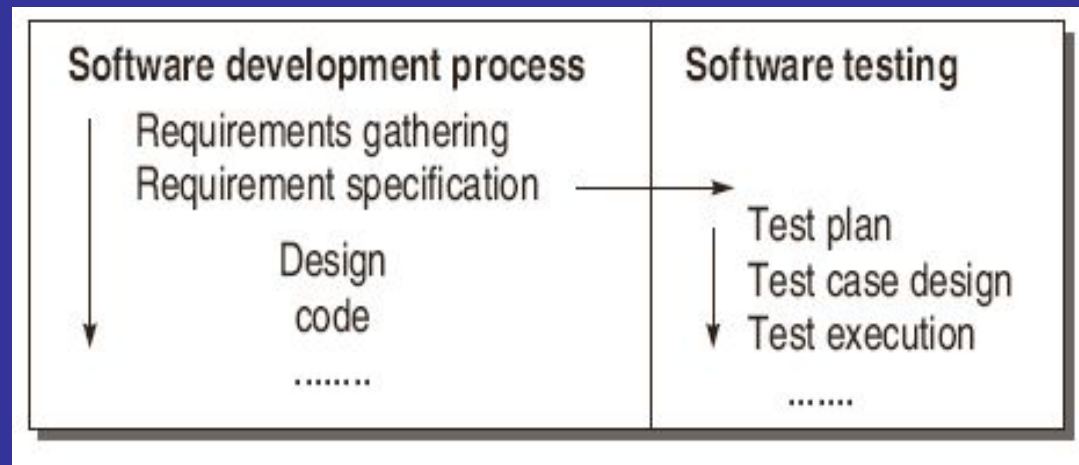 Software development process
Requirements gathering
Requirement specification
Design
code
........
Software testing
Test plan
Test case design
Test execution
.......